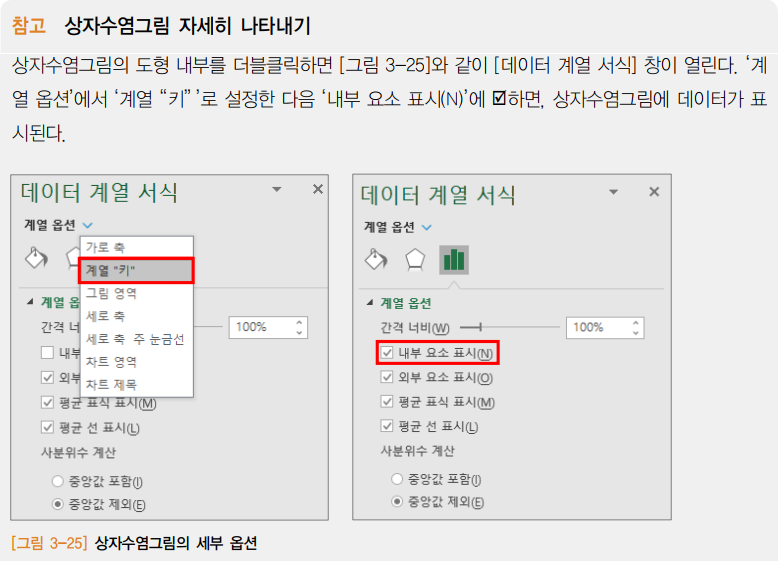 참고 상자수염그림 자세히 나타내기
상자수염그림의 도형 내부를 더블클릭하면 [그림 3-25]와 같이 [데이터 계열 서식] 창이 열린다. ‘계
열 옵션’에서 ‘계열 “키” ’로 설정한 다음 ‘내부 요소 표시(N)’에 ☑하면, 상자수염그림에 데이터가 표
시된다.
데이터 계열 서식
계열 옵션
가로 축
계열 "키"
그림 영역
세로 축
세로 축 주 눈금선
차트 영역
차트 제목
계열 옵
간격 너
100%
내부
외부
평균 표식 표시(M)
평균 선 표시(L)
사분위수 계산
중앙값 포함(I)
중앙값 제외(E)
데이터 계열 서식
계열 옵션
계열 옵션
간격 너비(W) 100%
내부 요소 표시(N)
외부 요소 표시(O)
평균 표식 표시(M)
평균 선 표시(L)
사분위수 계산
중앙값 포함(I)
중앙값 제외(E)
[그림 3-25] 상자수염그림의 세부 옵션